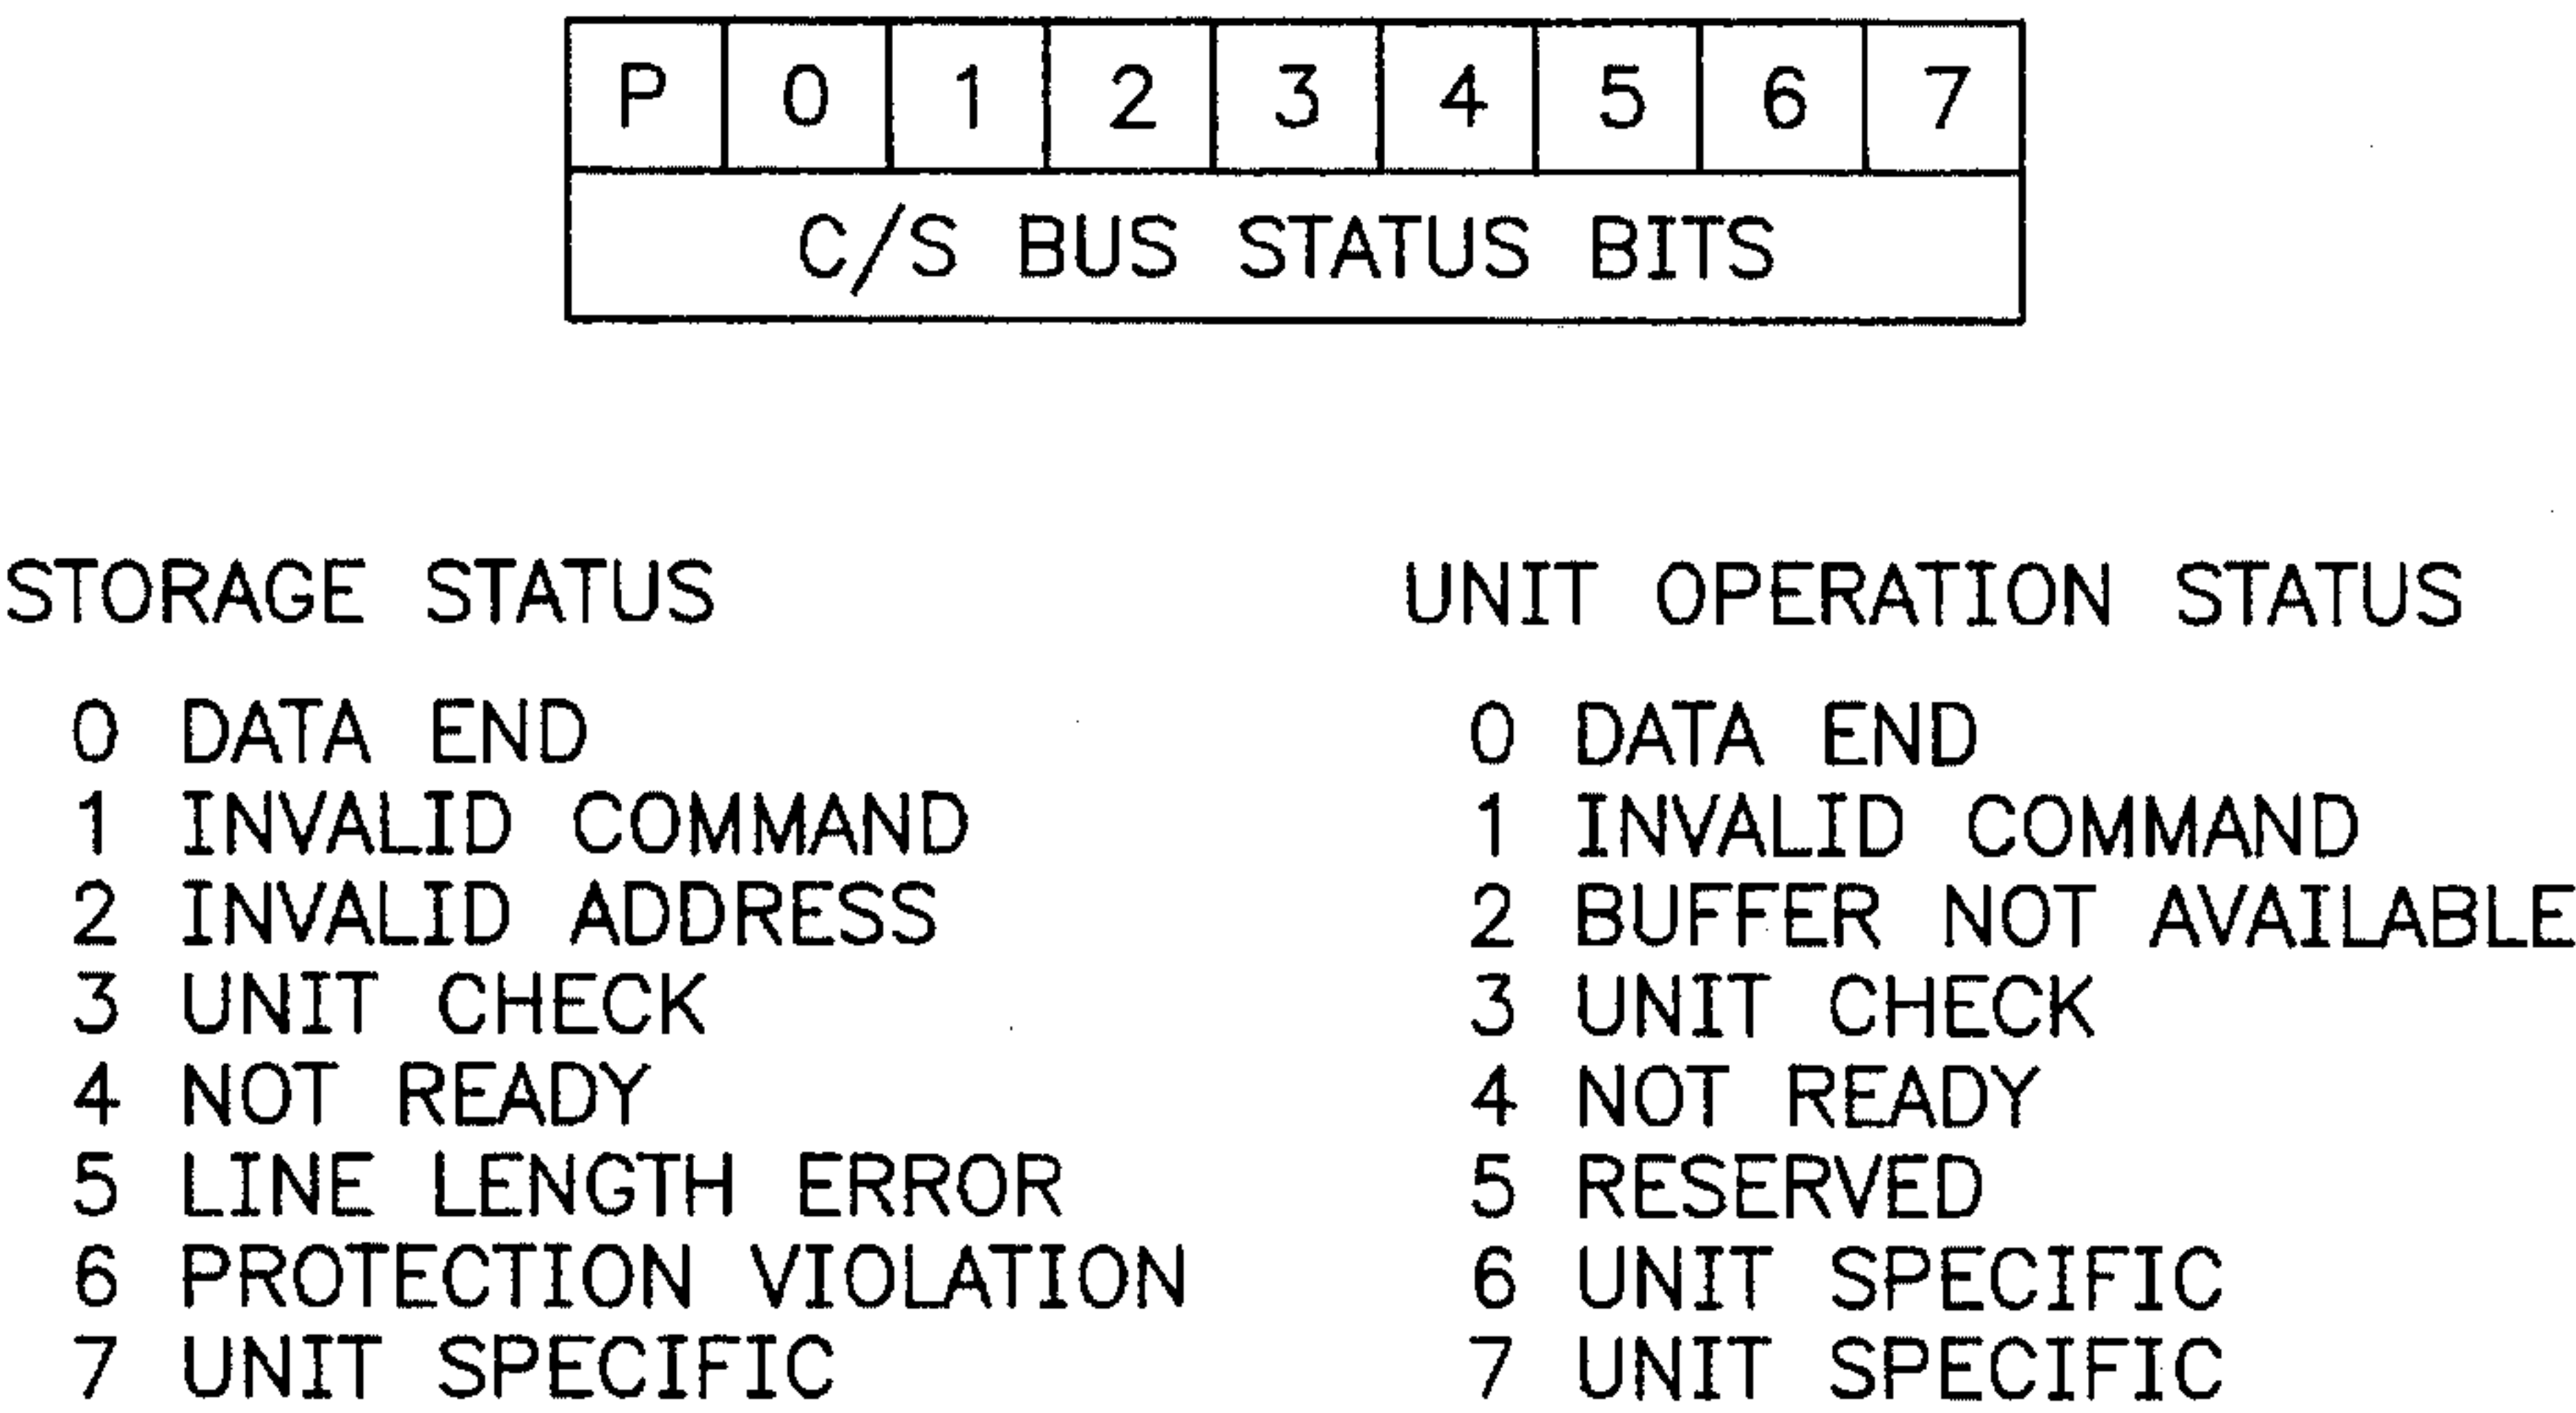 P 0 1 2 3 4 5 6 7
C/S BUS STATUS BITS
STORAGE STATUS
0 DATA END
1 INVALID COMMAND
2 INVALID ADDRESS
3 UNIT CHECK
4 NOT READY
5 LINE LENGTH ERROR
6 PROTECTION VIOLATION
7 UNIT SPECIFIC
UNIT OPERATION STATUS
0 DATA END
1 INVALID COMMAND
2 BUFFER NOT AVAILABLE
3 UNIT CHECK
4 NOT READY
5 RESERVED
6 UNIT SPECIFIC
7 UNIT SPECIFIC